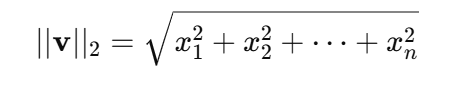 ||𝐯||₂ = √(x₁² + x₂² + ⋯ + xₙ²)